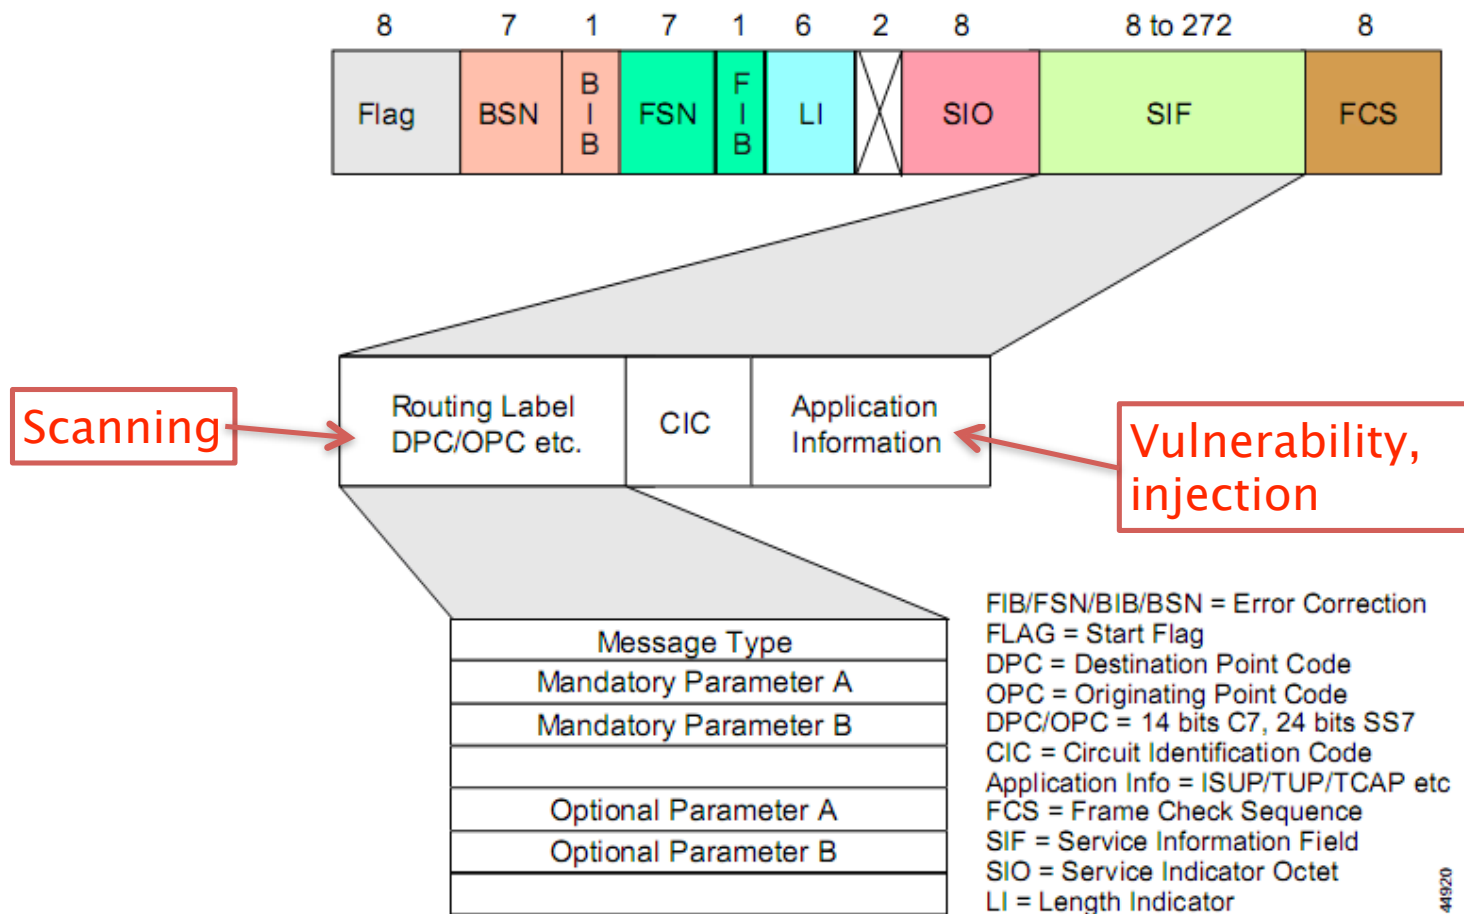 8 7 1 7 1 6 2 8 8 to 272 8
Flag BSN BIB FSN FIB LI SIO SIF FCS
Scanning
Routing Label
DPC/OPC etc.
CIC
Application
Information
Vulnerability,
injection
Message Type
Mandatory Parameter A
Mandatory Parameter B
Optional Parameter A
Optional Parameter B
FIB/FSN/BIB/BSN = Error Correction
FLAG = Start Flag
DPC = Destination Point Code
OPC = Originating Point Code
DPC/OPC = 14 bits C7, 24 bits SS7
CIC = Circuit Identification Code
Application Info = ISUP/TUP/TCAP etc
FCS = Frame Check Sequence
SIF = Service Information Field
SIO = Service Indicator Octet
LI = Length Indicator
44920